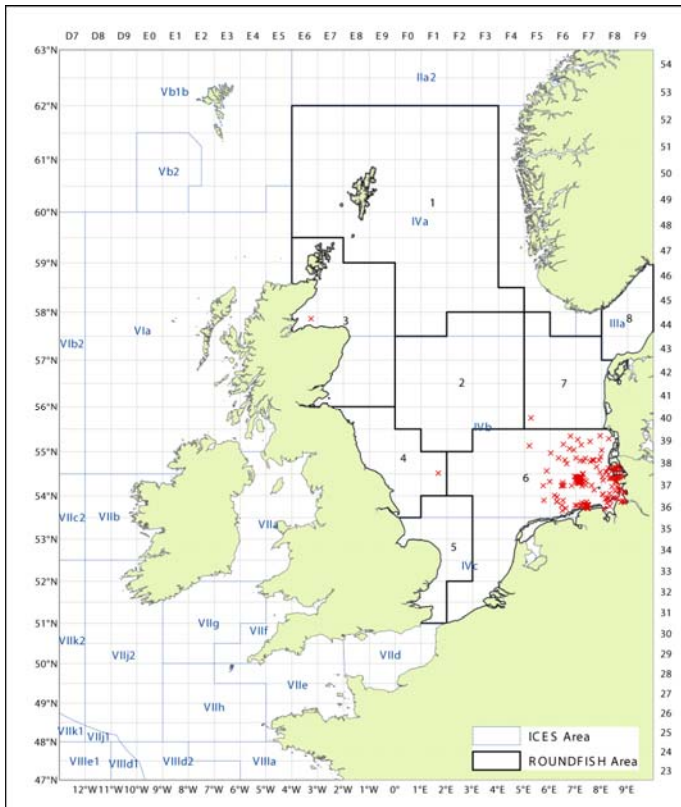 D7 D8 D9 E0 E1 E2 E3 E4 E5 E6 E7 E8 E9 F0 F1 F2 F3 F4 F5 F6 F7 F8
63°N
54
IIa2
Vb1b
53
62°N
52
61°N
51
Vb2
50
1
49
60°N
IVa
48
47
59°N
46
58°N
45
3
IIIa
8
44
VIb2
VIa
43
57°N
2
7
42
41
56°N
IVb
40
55°N
39
4
38
6
37
54°N
VIIc2
VIIb
VIIa
36
5
35
53°N
IVc
34
52°N
33
32
VIIg
VIIf
31
51°N
VIIk2
VIIj2
30
VIId
29
50°N
VIIe
28
VIIh
27
49°N
26
VIIk1
VIIj1
25
48°N
ICES Area
24
VIIIe1
VIIId1
VIIId2
VIIIa
ROUNDFISH Area
23
47°N
12°W 11°W 10°W 9°W 8°W 7°W 6°W 5°W 4°W 3°W 2°W 1°W 0°E 1°E 2°E 3°E 4°E 5°E 6°E 7°E 8°E 9°E